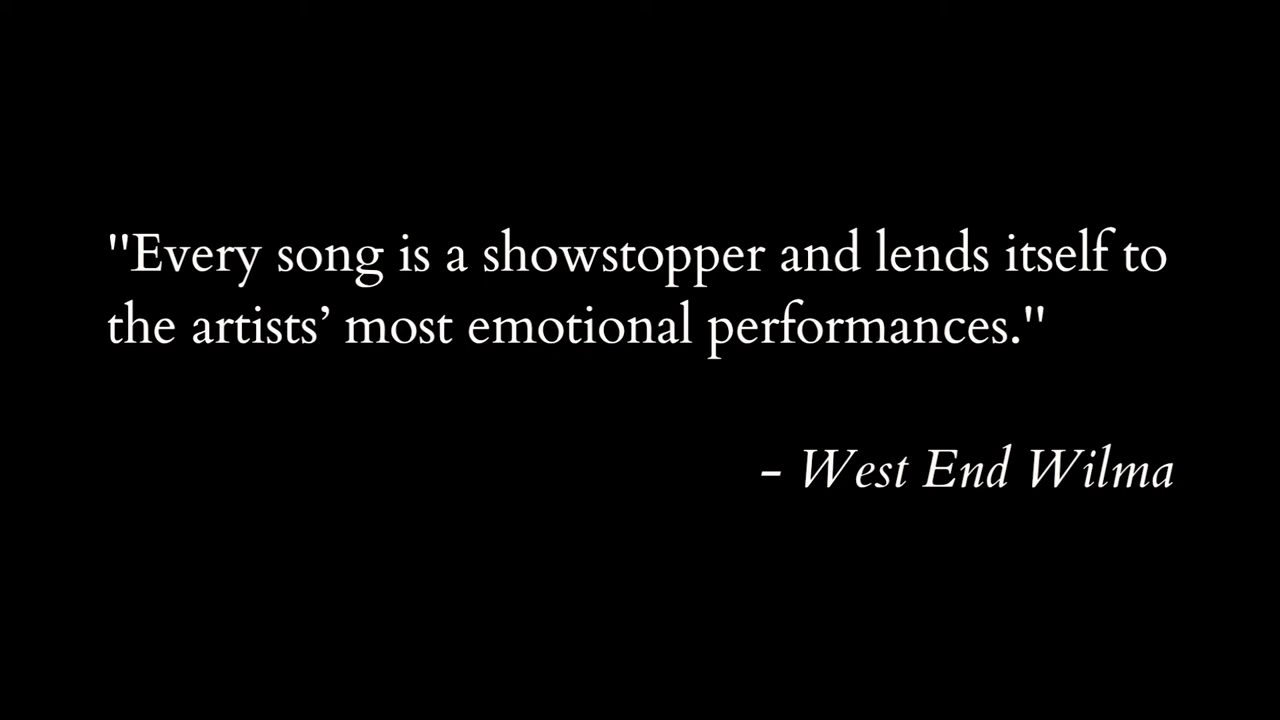 "Every song is a showstopper and lends itself to
the artists’ most emotional performances."
- West End Wilma